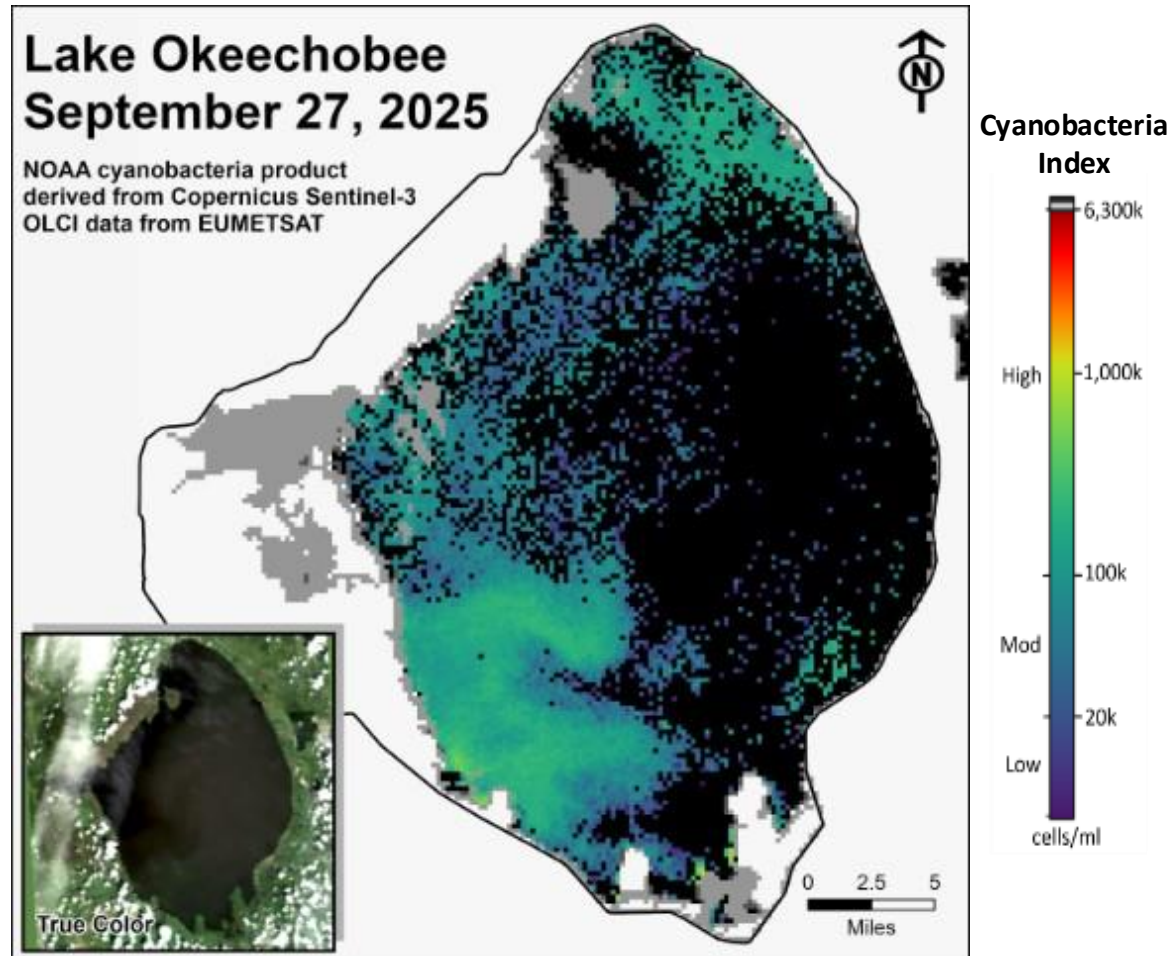 Lake Okeechobee
September 27, 2025
NOAA cyanobacteria product
derived from Copernicus Sentinel-3
OLCI data from EUMETSAT
N
Cyanobacteria
Index
6,300k
High
1,000k
100k
Mod
20k
Low
cells/ml
0 2.5 5
Miles
True Color